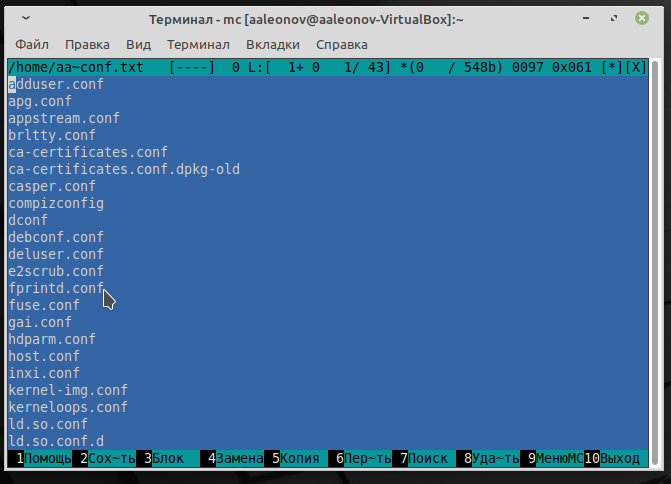 Терминал - mc [aaleonov@aaleonov-VirtualBox]:~
Файл Правка Вид Терминал Вкладки Справка
/home/aa~conf.txt [----] 0 L:[ 1+ 0 1/ 43] *(0 / 548b) 0097 0x061 [*][X]
adduser.conf
apg.conf
appstream.conf
brltty.conf
ca-certificates.conf
ca-certificates.conf.dpkg-old
casper.conf
compizconfig
dconf
debconf.conf
deluser.conf
e2scrub.conf
fprintd.conf
fuse.conf
gai.conf
hdparm.conf
host.conf
inxi.conf
kernel-img.conf
kerneloops.conf
ld.so.conf
ld.so.conf.d
1Помощь 2Сох~ть 3Блок 4Замена 5Копия 6Пер~ть 7Поиск 8Уда~ть 9МенюMC 10Выход